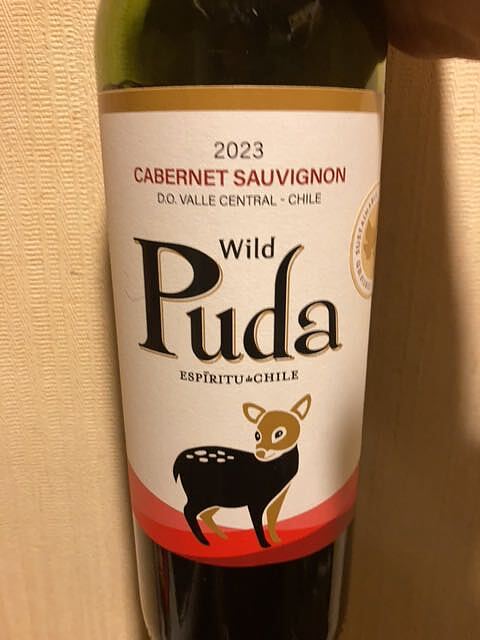 2023
CABERNET SAUVIGNON
D.O. VALLE CENTRAL - CHILE
Wild
Puda
ESPÍRITU de CHILE